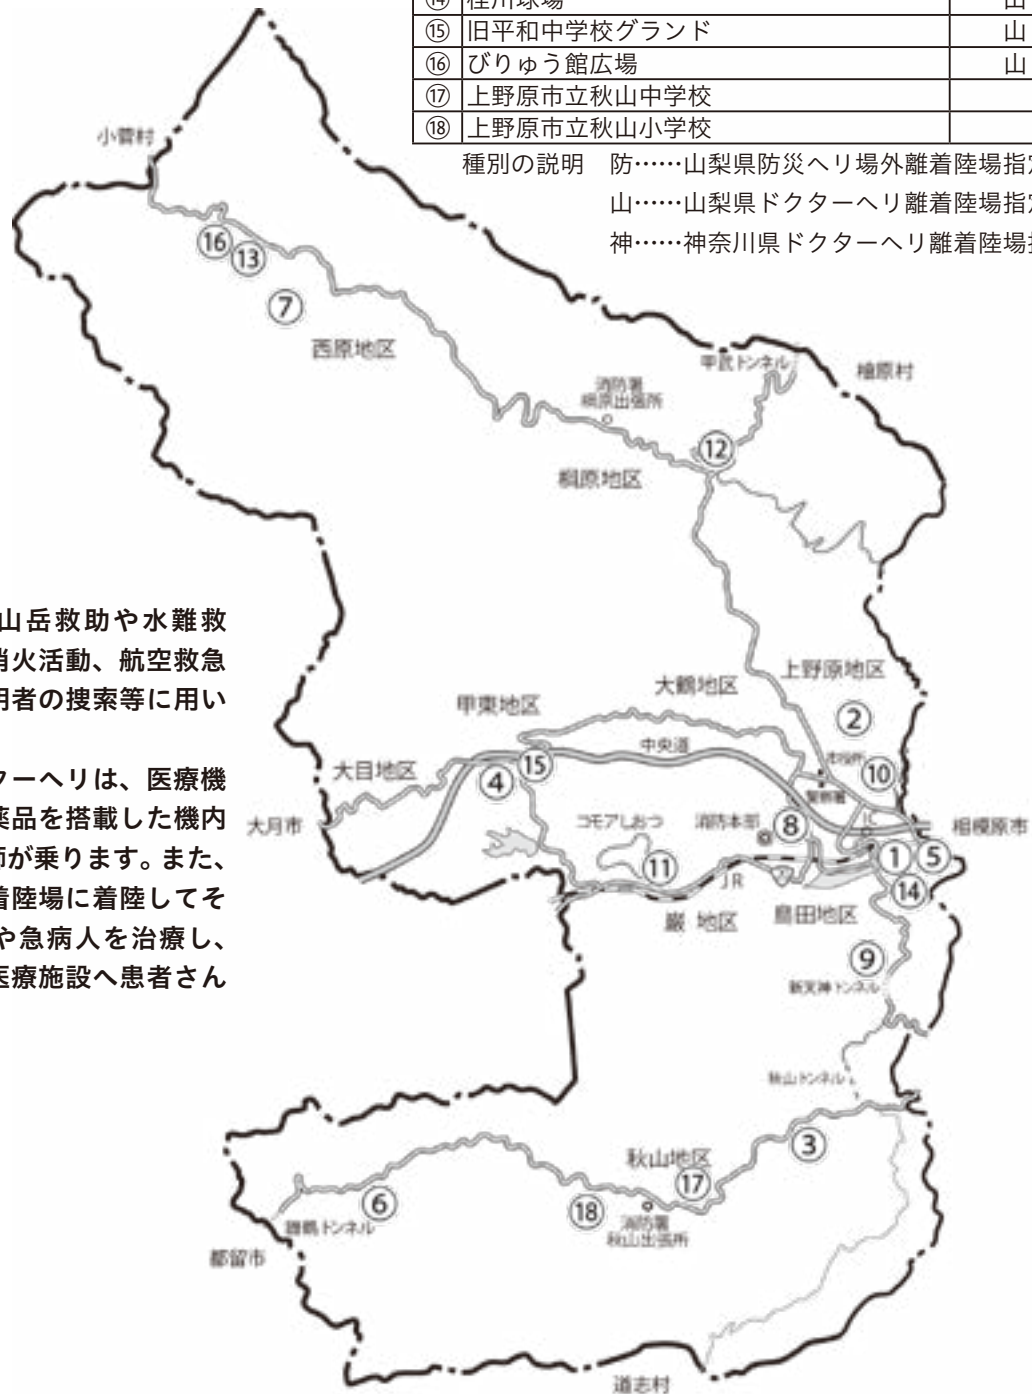 ⑭ 桂川球場 山
⑮ 旧平和中学校グランド 山
⑯ びりゅう館広場 山
⑰ 上野原市立秋山中学校
⑱ 上野原市立秋山小学校
種別の説明 防……山梨県防災ヘリ場外離着陸場指定
山……山梨県ドクターヘリ離着陸場指定
神……神奈川県ドクターヘリ離着陸場指
小菅村
⑯
⑬
⑦
西原地区
甲武トンネル
檜原村
消防署
棡原出張所
⑫
棡原地区
山岳救助や水難救
消火活動、航空救急
明者の捜索等に用い
クターヘリは、医療機
薬品を搭載した機内
師が乗ります。また、
着陸場に着陸してそ
や急病人を治療し、
医療施設へ患者さん
上野原地区
大鶴地区
②
甲東地区
中央道
市役所
⑩
大目地区
④
⑮
警察署
大月市
コモアしおつ
消防本部
⑧
IC
相模原市
①
⑤
⑪
JR
⑭
巌 地区
島田地区
⑨
新天神トンネル
秋山トンネル
③
秋山地区
⑰
⑥
⑱
消防署
秋山出張所
雛鶴トンネル
都留市
道志村